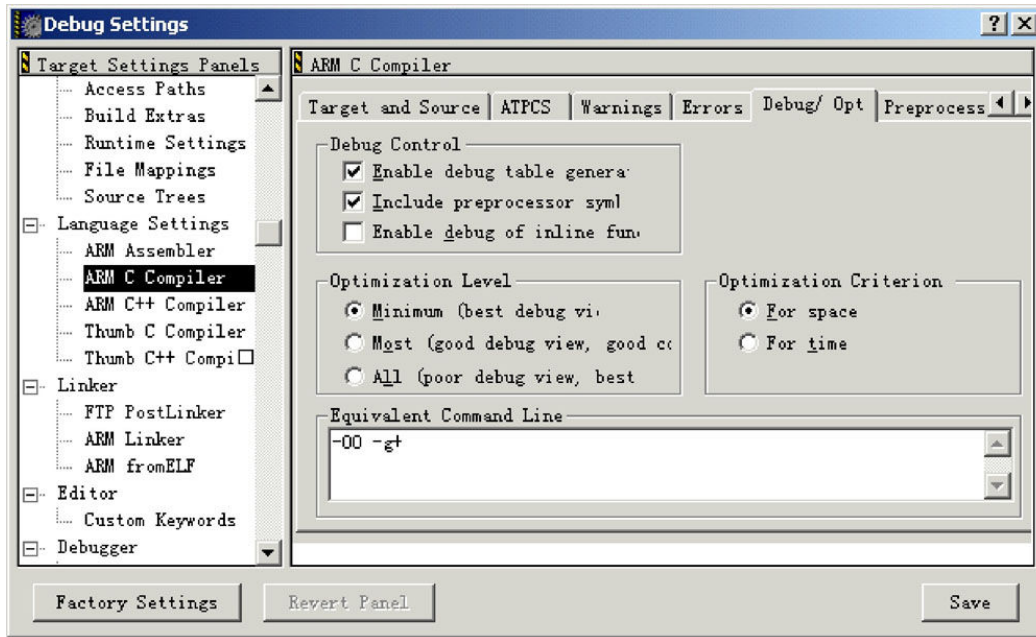 Debug Settings
Target Settings Panels
Access Paths
Build Extras
Runtime Settings
File Mappings
Source Trees
Language Settings
ARM Assembler
ARM C Compiler
ARM C++ Compiler
Thumb C Compiler
Thumb C++ Compi
Linker
FTP PostLinker
ARM Linker
ARM fromELF
Editor
Custom Keywords
Debugger
ARM C Compiler
Target and Source ATPCS Warnings Errors Debug/ Opt Preprocess
Debug Control
Enable debug table genera
Include preprocessor syml
Enable debug of inline fun
Optimization Level
Minimum (best debug vi
Most (good debug view, good co
All (poor debug view, best
Optimization Criterion
For space
For time
Equivalent Command Line
-O0 -g+
Factory Settings Revert Panel Save